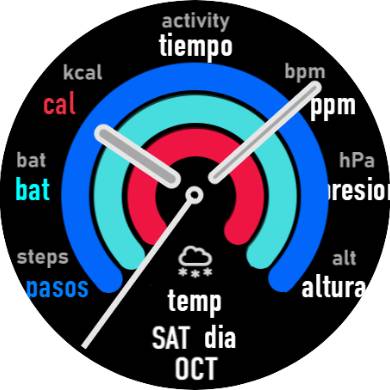 activity
tiempo
kcal
bpm
cal
ppm
bat
hPa
bat
presion
steps
alt
pasos
altura
temp
SAT dia
OCT